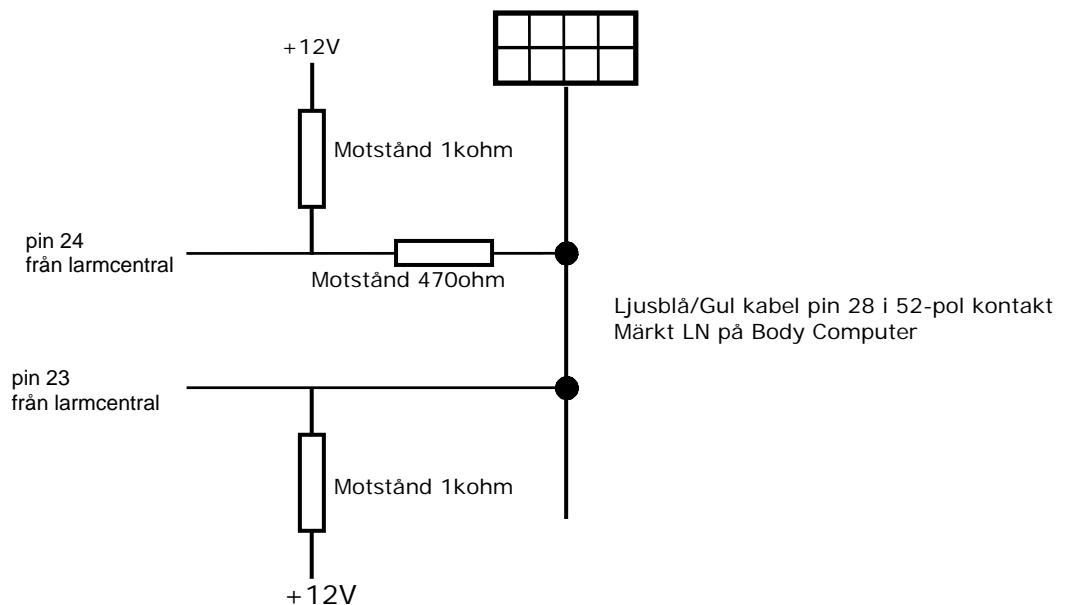 +12V
Motstånd 1kohm
pin 24
från larmcentral
Motstånd 470ohm
Ljusblå/Gul kabel pin 28 i 52-pol kontakt
Märkt LN på Body Computer
pin 23
från larmcentral
Motstånd 1kohm
+12V